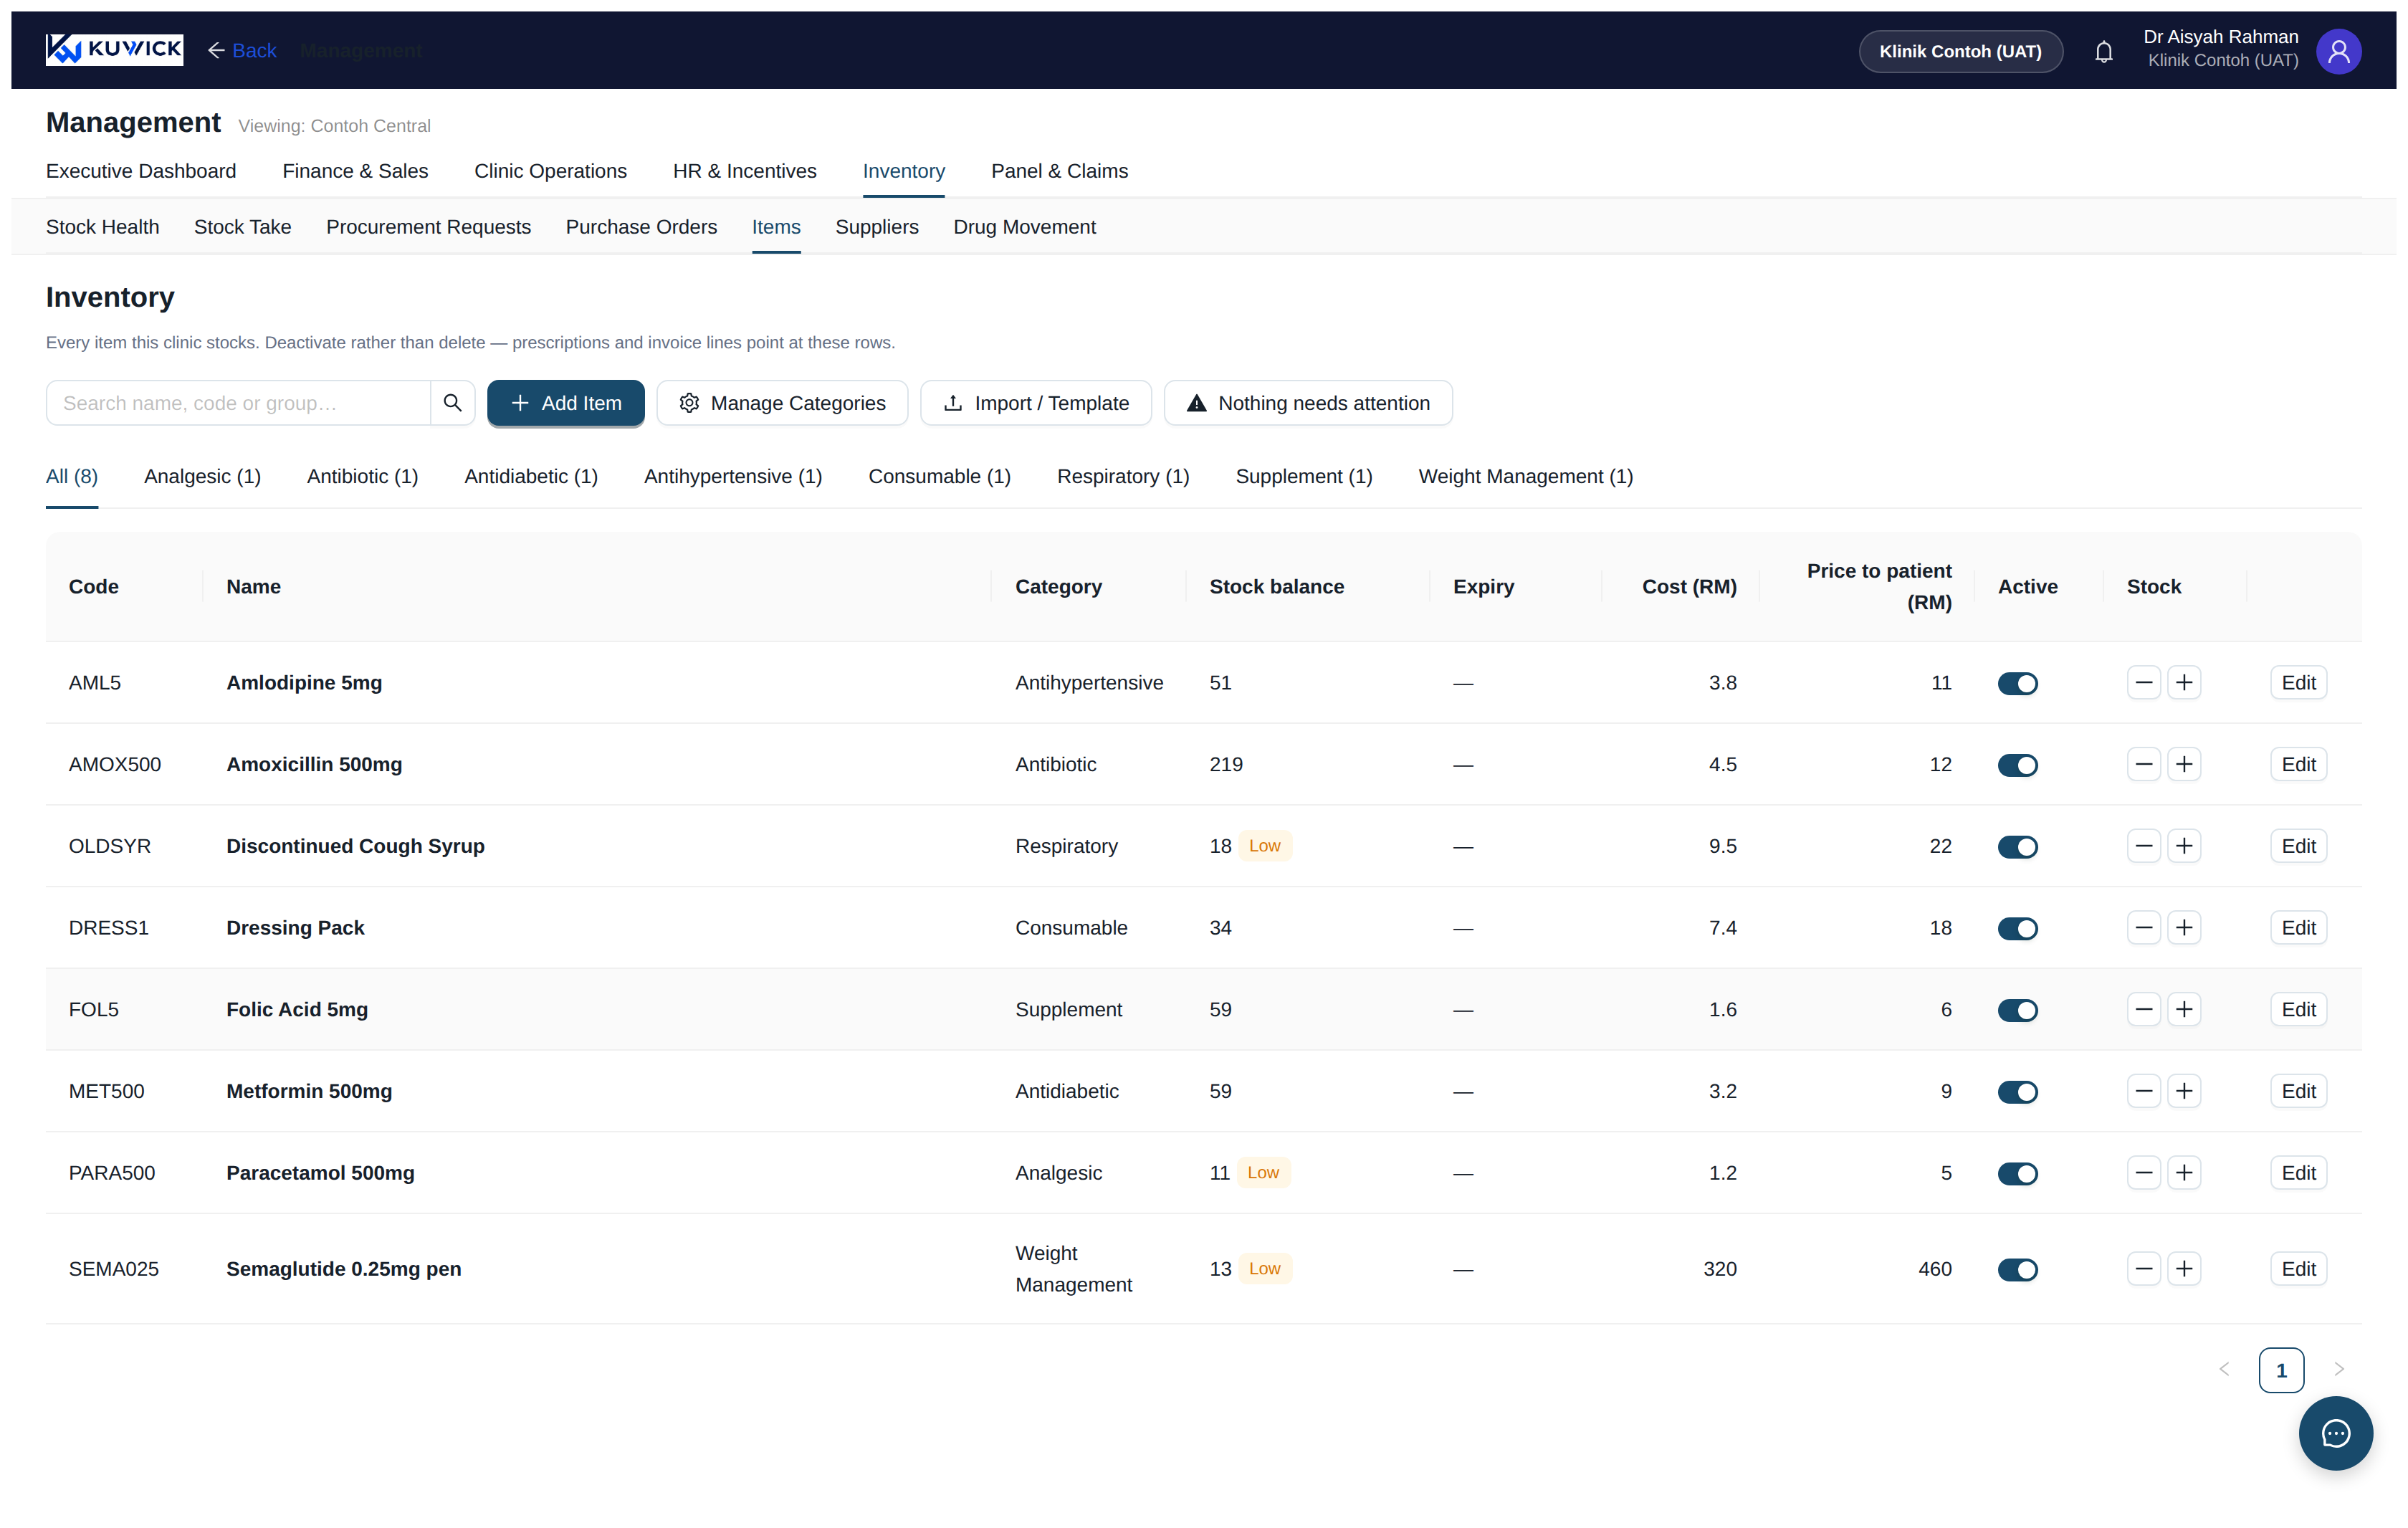 KUVVICK
Back Management
Klinik Contoh (UAT)
Dr Aisyah Rahman
Klinik Contoh (UAT)
Management Viewing: Contoh Central
Executive Dashboard Finance & Sales Clinic Operations HR & Incentives Inventory Panel & Claims
Stock Health Stock Take Procurement Requests Purchase Orders Items Suppliers Drug Movement
Inventory
Every item this clinic stocks. Deactivate rather than delete — prescriptions and invoice lines point at these rows.
Search name, code or group… Add Item Manage Categories Import / Template Nothing needs attention
All (8) Analgesic (1) Antibiotic (1) Antidiabetic (1) Antihypertensive (1) Consumable (1) Respiratory (1) Supplement (1) Weight Management (1)
Code Name Category Stock balance Expiry Cost (RM) Price to patient (RM) Active Stock
AML5 Amlodipine 5mg Antihypertensive 51 — 3.8 11 Edit
AMOX500 Amoxicillin 500mg Antibiotic 219 — 4.5 12 Edit
OLDSYR Discontinued Cough Syrup Respiratory 18 Low — 9.5 22 Edit
DRESS1 Dressing Pack Consumable 34 — 7.4 18 Edit
FOL5 Folic Acid 5mg Supplement 59 — 1.6 6 Edit
MET500 Metformin 500mg Antidiabetic 59 — 3.2 9 Edit
PARA500 Paracetamol 500mg Analgesic 11 Low — 1.2 5 Edit
SEMA025 Semaglutide 0.25mg pen Weight Management 13 Low — 320 460 Edit
1